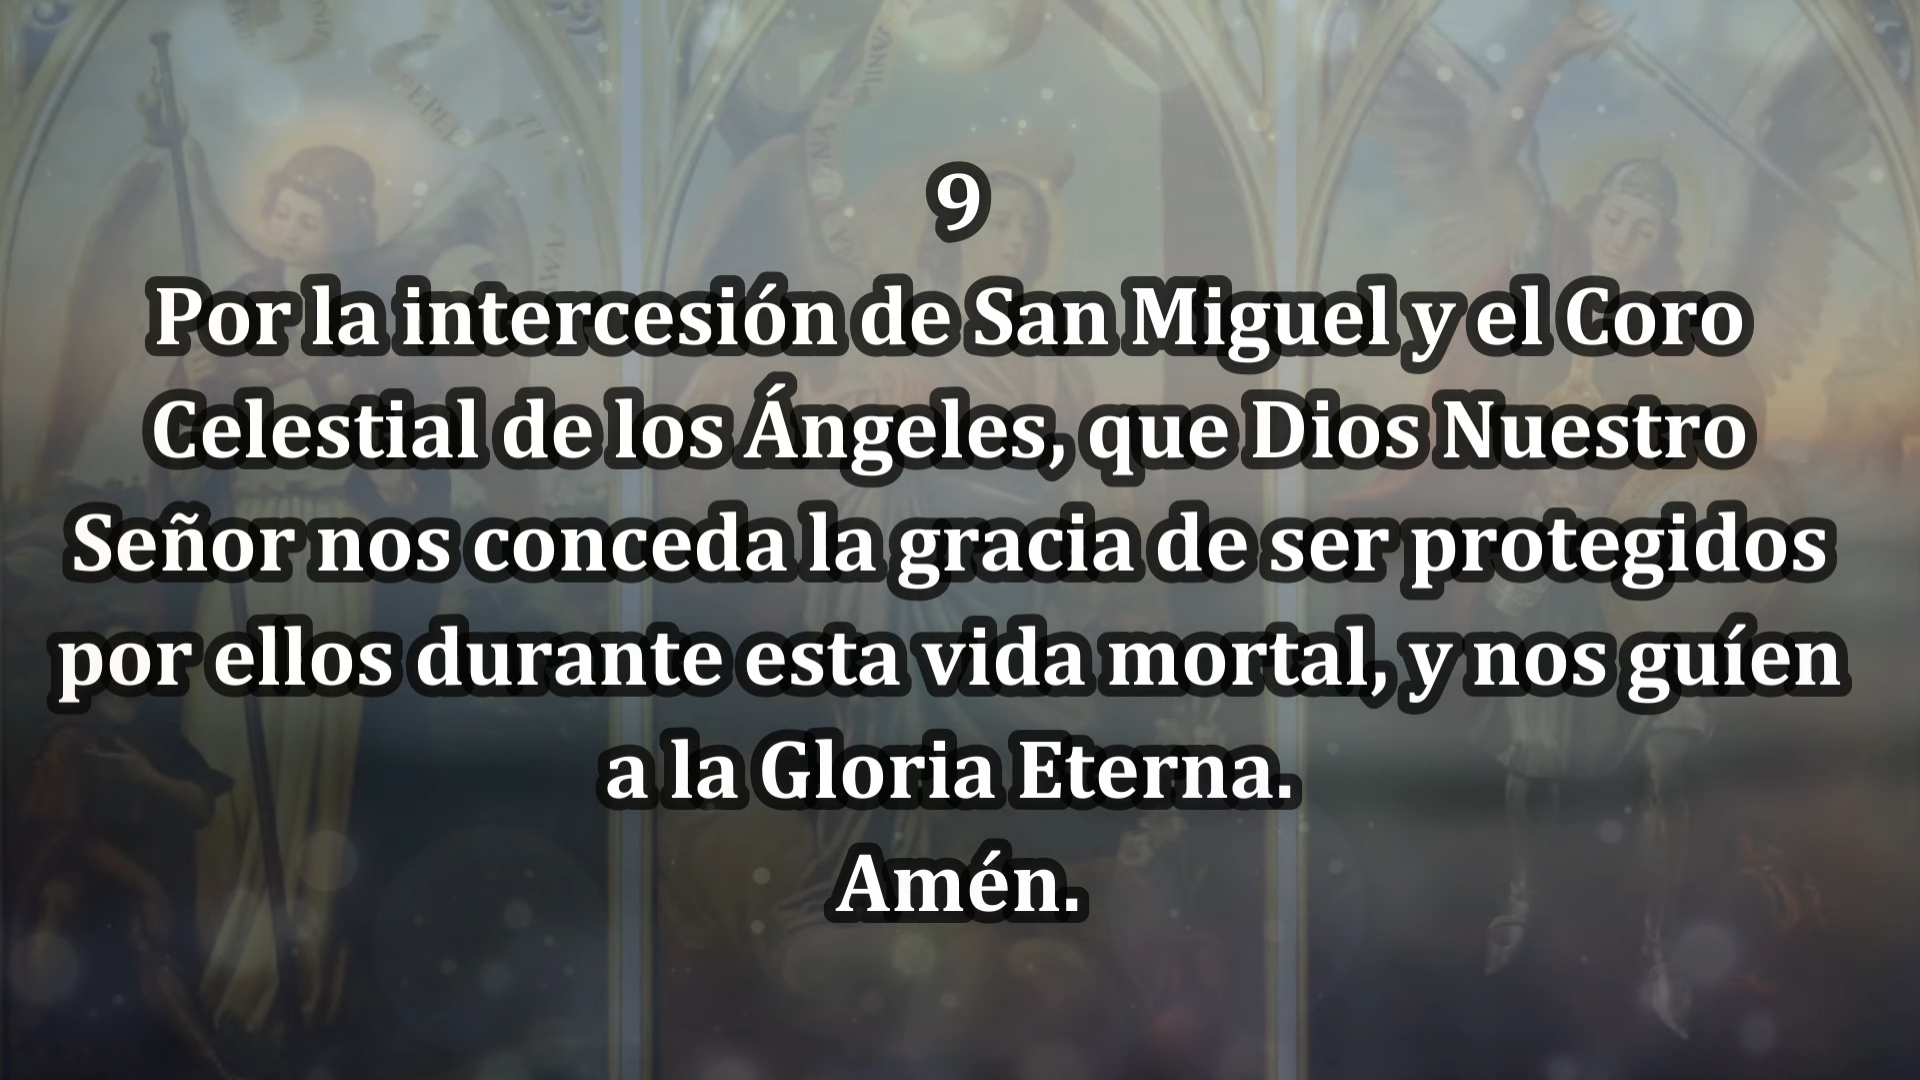 9
Por la intercesión de San Miguel y el Coro
Celestial de los Ángeles, que Dios Nuestro
Señor nos conceda la gracia de ser protegidos
por ellos durante esta vida mortal, y nos guíen
a la Gloria Eterna.
Amén.